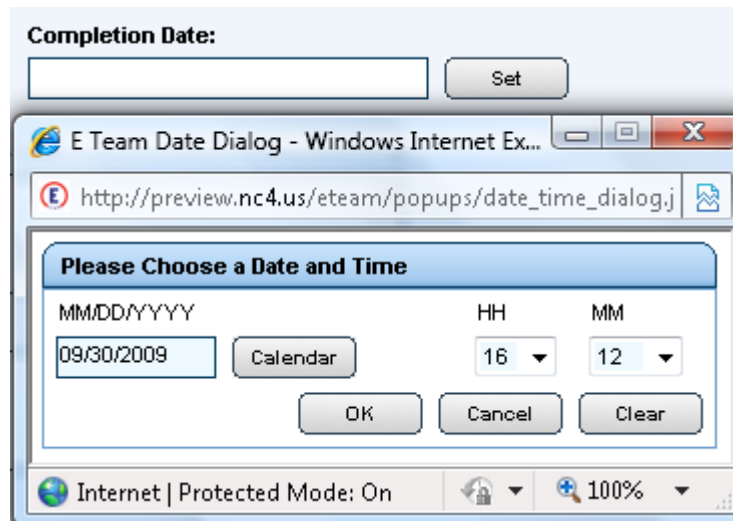 Completion Date:
Set
E Team Date Dialog - Windows Internet Ex...
http://preview.nc4.us/eteam/popups/date_time_dialog.j
Please Choose a Date and Time
MM/DD/YYYY HH MM
09/30/2009 Calendar 16 12
OK Cancel Clear
Internet | Protected Mode: On 100%